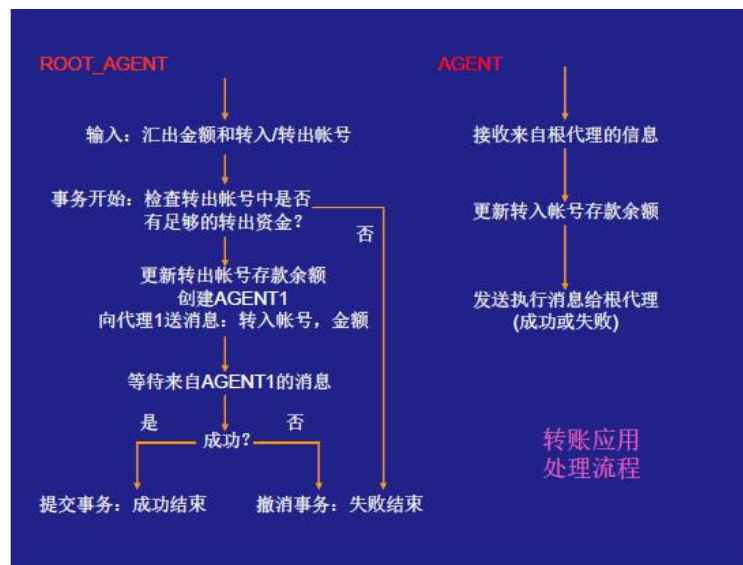 ROOT_AGENT
输入：汇出金额和转入/转出帐号
事务开始：检查转出帐号中是否
有足够的转出资金？
否
更新转出帐号存款余额
创建AGENT1
向代理1送消息：转入帐号，金额
等待来自AGENT1的消息
是
否
成功？
提交事务：成功结束
撤消事务：失败结束
AGENT
接收来自根代理的信息
更新转入帐号存款余额
发送执行消息给根代理
(成功或失败)
转账应用
处理流程